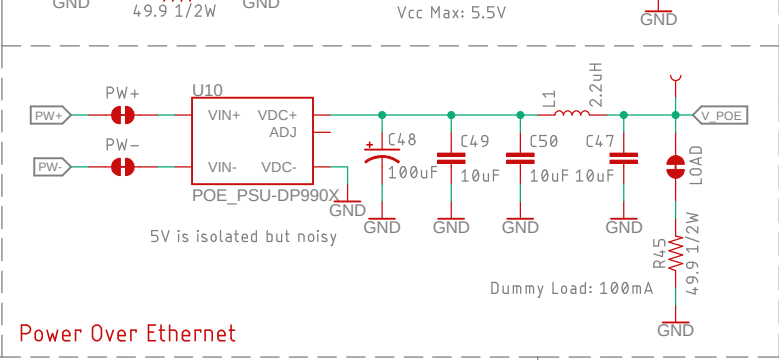 GND
49.9 1/2W
GND
Vcc Max: 5.5V
GND
PW+
PW+
U10
VIN+
VDC+
ADJ
VIN-
VDC-
POE_PSU-DP990X
PW-
PW-
GND
5V is isolated but noisy
C48
100uF
GND
C49
10uF
GND
C50
10uF
GND
L1
2.2uH
C47
10uF
GND
V_POE
LOAD
R45
49.9 1/2W
Dummy Load: 100mA
GND
Power Over Ethernet